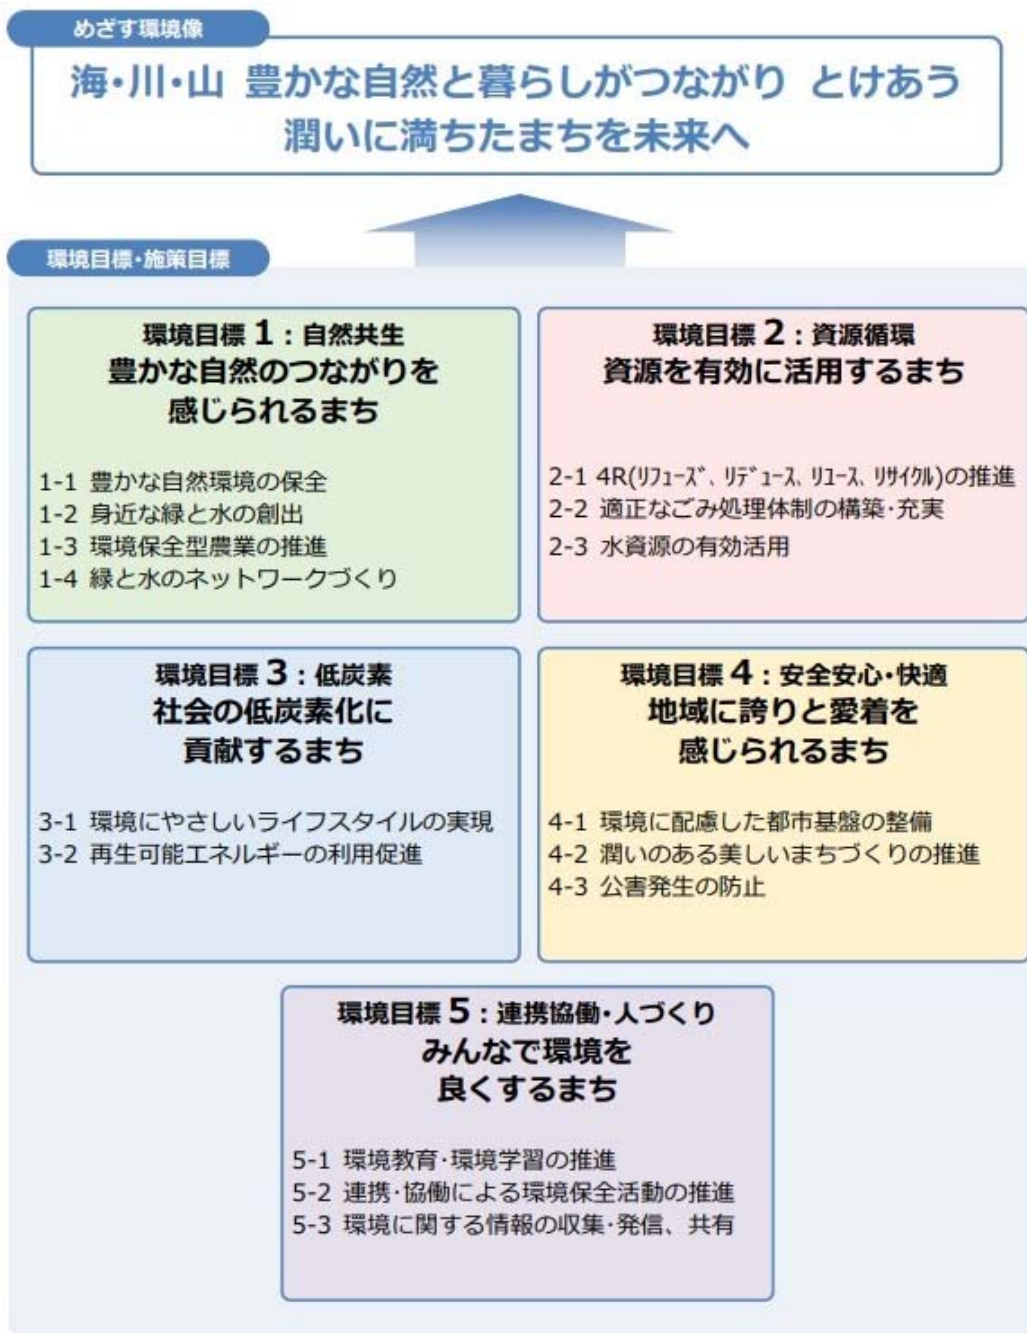 めざす環境像
海・川・山 豊かな自然と暮らしがつながり とけあう
潤いに満ちたまちを未来へ
環境目標・施策目標
環境目標 1：自然共生
豊かな自然のつながりを
感じられるまち
1-1 豊かな自然環境の保全
1-2 身近な緑と水の創出
1-3 環境保全型農業の推進
1-4 緑と水のネットワークづくり
環境目標 2：資源循環
資源を有効に活用するまち
2-1 4R(ﾘﾌｭｰｽﾞ、ﾘﾃﾞｭｰｽ、ﾘﾕｰｽ、ﾘｻｲｸﾙ)の推進
2-2 適正なごみ処理体制の構築・充実
2-3 水資源の有効活用
環境目標 3：低炭素
社会の低炭素化に
貢献するまち
3-1 環境にやさしいライフスタイルの実現
3-2 再生可能エネルギーの利用促進
環境目標 4：安全安心・快適
地域に誇りと愛着を
感じられるまち
4-1 環境に配慮した都市基盤の整備
4-2 潤いのある美しいまちづくりの推進
4-3 公害発生の防止
環境目標 5：連携協働・人づくり
みんなで環境を
良くするまち
5-1 環境教育・環境学習の推進
5-2 連携・協働による環境保全活動の推進
5-3 環境に関する情報の収集・発信、共有